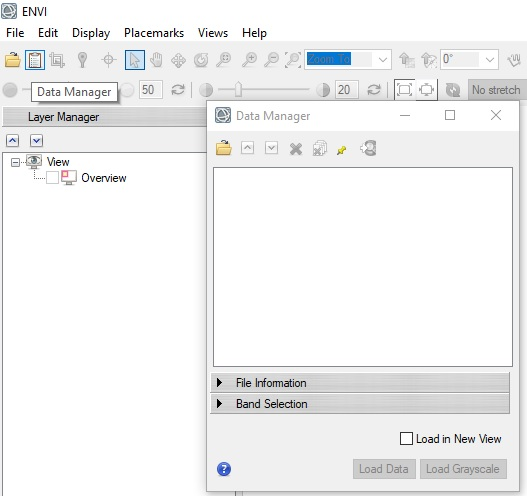 ENVI
File Edit Display Placemarks Views Help
Zoom To 0°
50 20 No stretch
Data Manager
Layer Manager
View
Overview
Data Manager
File Information
Band Selection
Load in New View
Load Data Load Grayscale